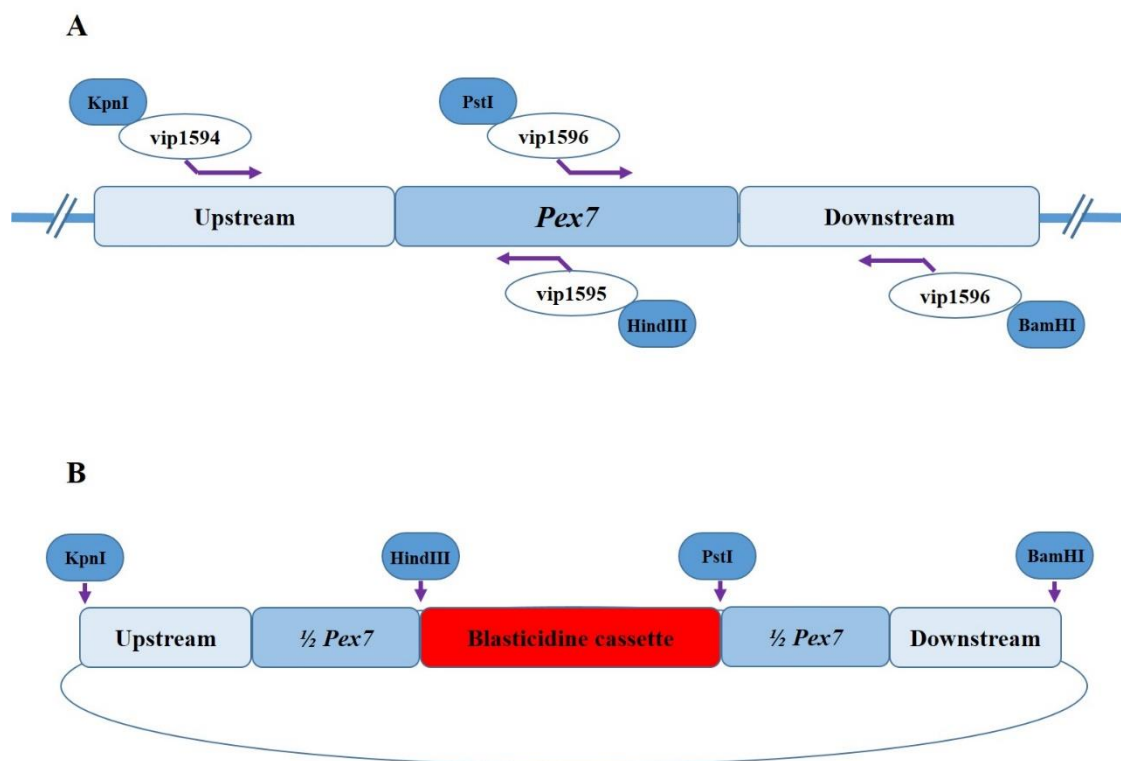 A
KpnI
vip1594
PstI
vip1596
Upstream
Pex7
Downstream
vip1595
HindIII
vip1596
BamHI
B
KpnI
HindIII
PstI
BamHI
Upstream
½ Pex7
Blasticidine cassette
½ Pex7
Downstream